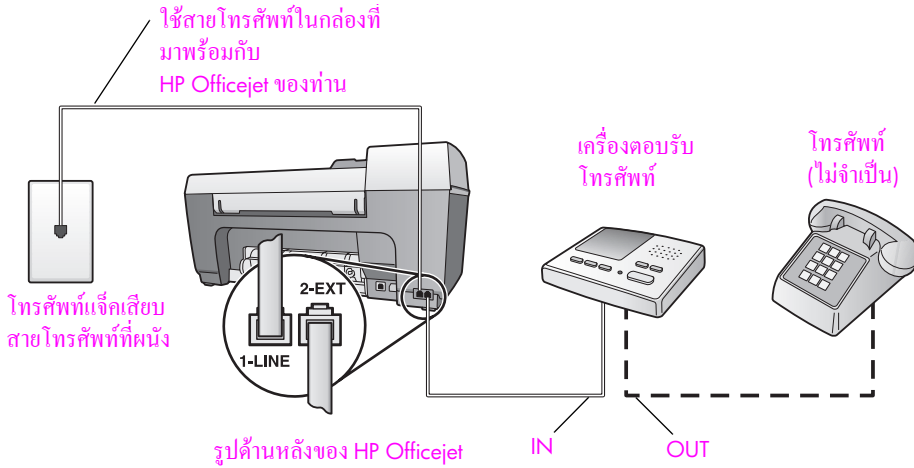 ใช้สายโทรศัพท์ในกล่องที่
มาพร้อมกับ
HP Officejet ของท่าน
เครื่องตอบรับ
โทรศัพท์
โทรศัพท์
(ไม่จำเป็น)
โทรศัพท์แจ็คเสียบ
สายโทรศัพท์ที่ผนัง
2-EXT
1-LINE
รูปด้านหลังของ HP Officejet
IN
OUT